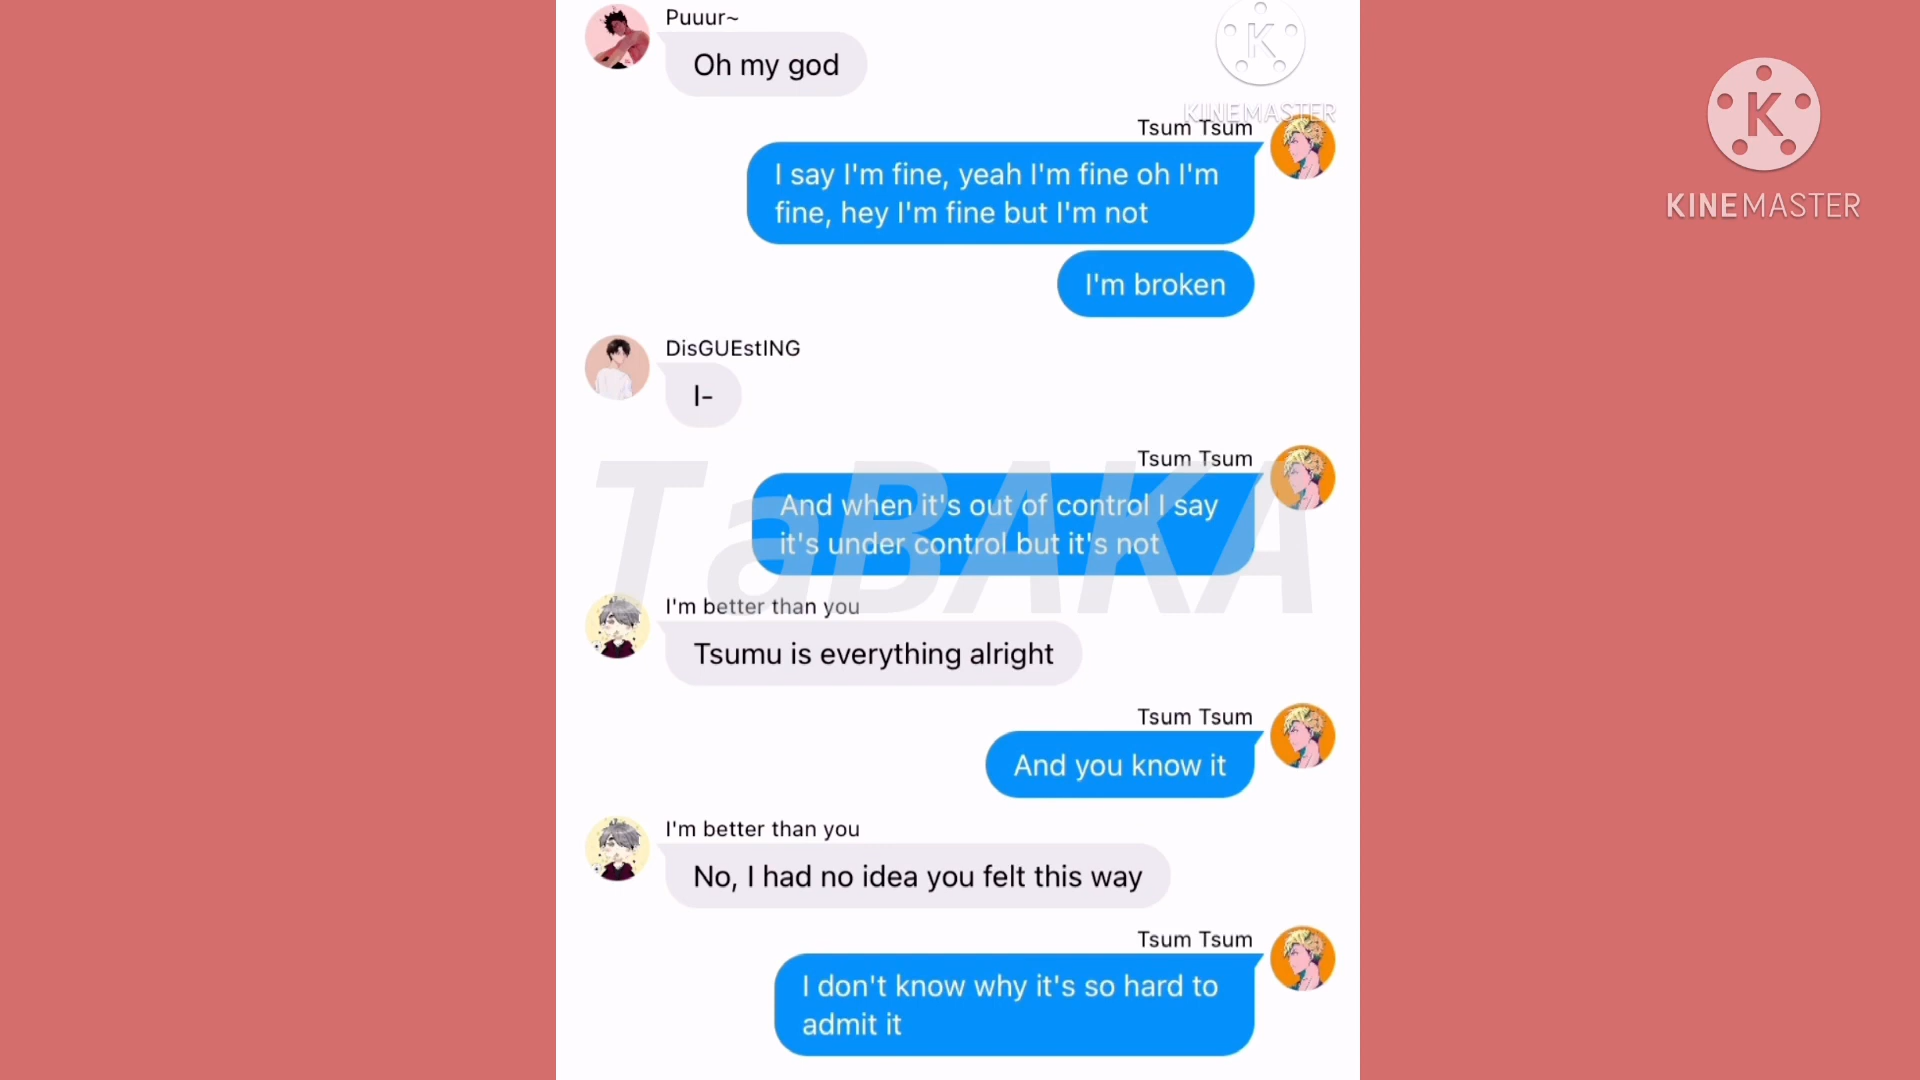 Puuur~
Oh my god
KINEMASTER
Tsum Tsum
I say I'm fine, yeah I'm fine oh I'm
fine, hey I'm fine but I'm not
I'm broken
DisGUEstING
I-
Tsum Tsum
And when it's out of control I say
it's under control but it's not
TaBAKA
I'm better than you
Tsumu is everything alright
Tsum Tsum
And you know it
I'm better than you
No, I had no idea you felt this way
Tsum Tsum
I don't know why it's so hard to
admit it
K
KINEMASTER
K